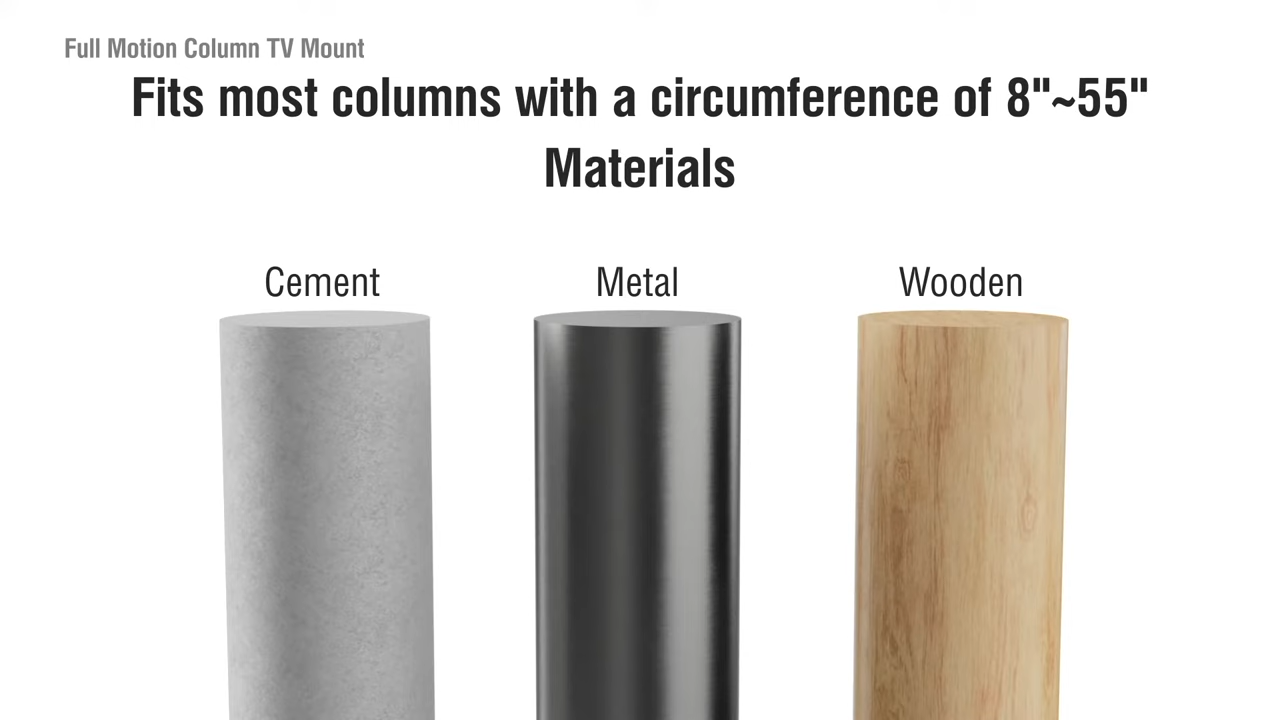 Full Motion Column TV Mount
Fits most columns with a circumference of 8"~55"
Materials
Cement
Metal
Wooden